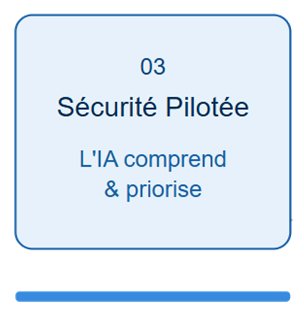 03
Sécurité Pilotée
L'IA comprend
& priorise